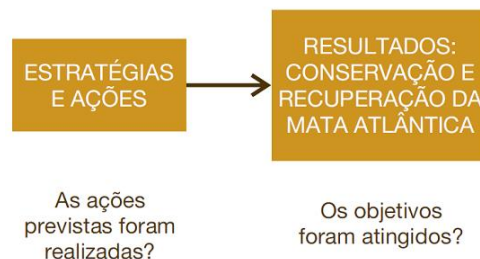 ESTRATÉGIAS
E AÇÕES
RESULTADOS:
CONSERVAÇÃO E
RECUPERAÇÃO DA
MATA ATLÂNTICA
As ações
previstas foram
realizadas?
Os objetivos
foram atingidos?